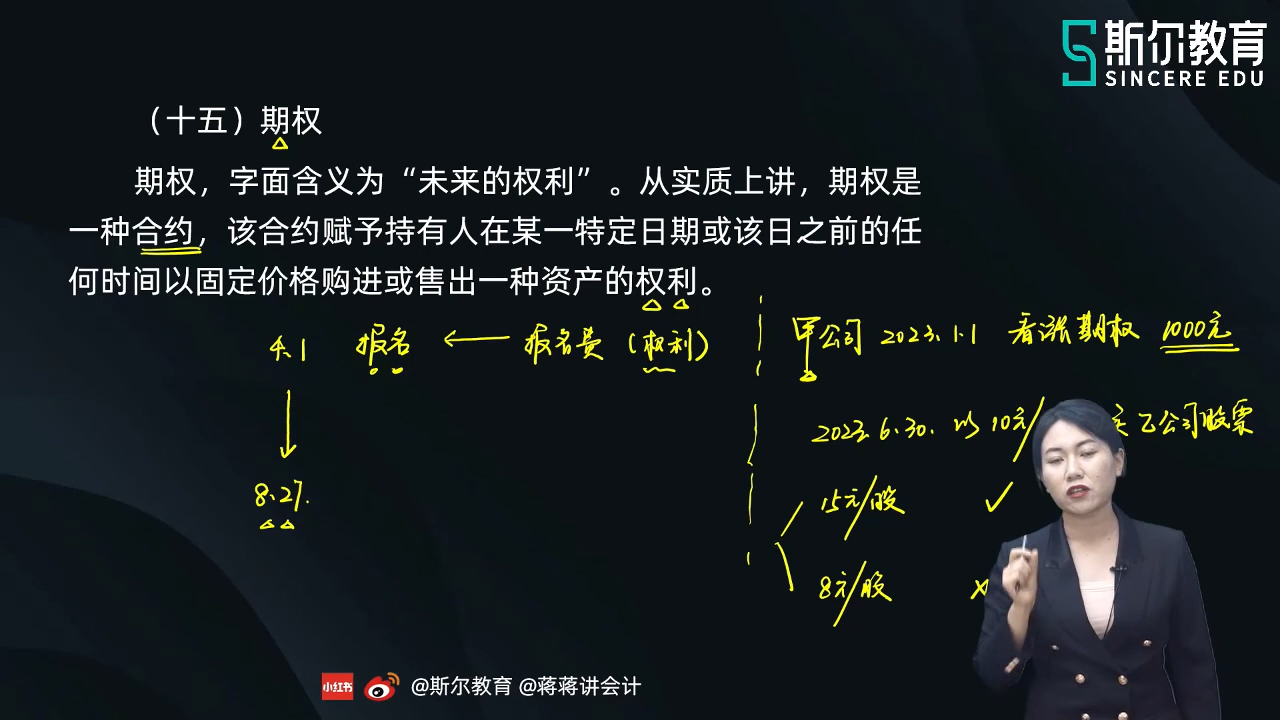 斯尔教育
SINCERE EDU
（十五）期权
期权，字面含义为“未来的权利”。从实质上讲，期权是
一种合约，该合约赋予持有人在某一特定日期或该日之前的任
何时间以固定价格购进或售出一种资产的权利。
4.1 报名 ← 报名费（权利）
8.27.
甲公司 2023.1.1 看涨期权 1000元
2023.6.30. 以 10元/ 乙公司股票
15元/股 ✓
8元/股 ×
小红书 @斯尔教育 @蒋蒋讲会计